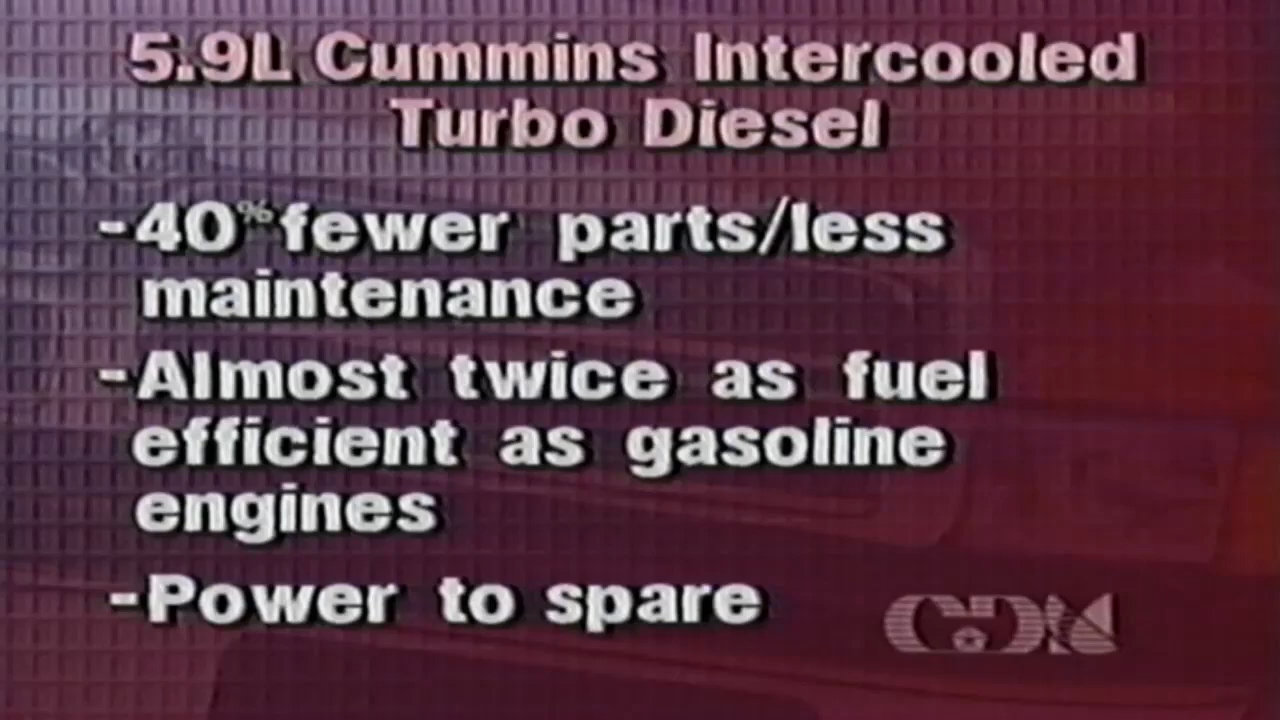 5.9L Cummins Intercooled
Turbo Diesel
-40% fewer parts/less
maintenance
-Almost twice as fuel
efficient as gasoline
engines
-Power to spare
CDN